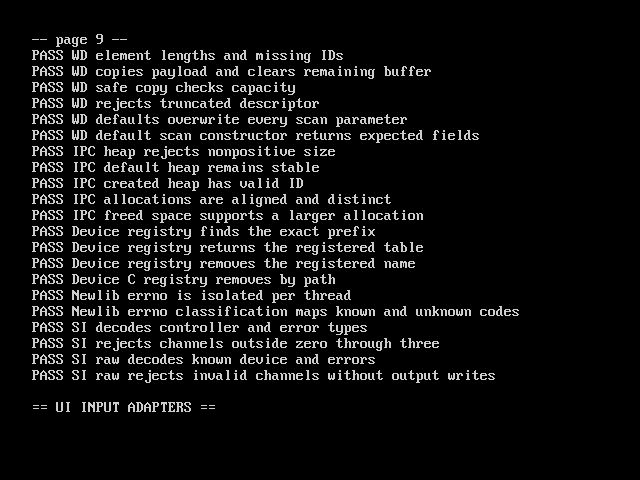 -- page 9 --
PASS WD element lengths and missing IDs
PASS WD copies payload and clears remaining buffer
PASS WD safe copy checks capacity
PASS WD rejects truncated descriptor
PASS WD defaults overwrite every scan parameter
PASS WD default scan constructor returns expected fields
PASS IPC heap rejects nonpositive size
PASS IPC default heap remains stable
PASS IPC created heap has valid ID
PASS IPC allocations are aligned and distinct
PASS IPC freed space supports a larger allocation
PASS Device registry finds the exact prefix
PASS Device registry returns the registered table
PASS Device registry removes the registered name
PASS Device C registry removes by path
PASS Newlib errno is isolated per thread
PASS Newlib errno classification maps known and unknown codes
PASS SI decodes controller and error types
PASS SI rejects channels outside zero through three
PASS SI raw decodes known device and errors
PASS SI raw rejects invalid channels without output writes
== UI INPUT ADAPTERS ==